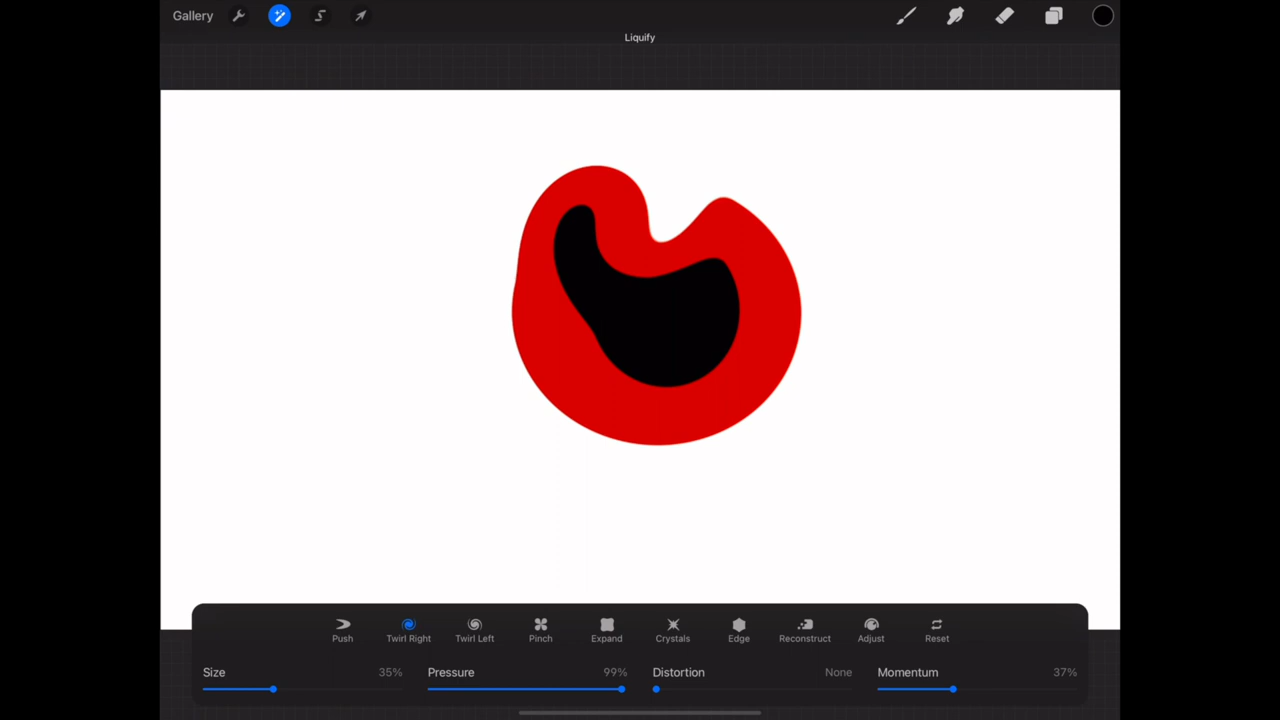 Gallery
Liquify
Push Twirl Right Twirl Left Pinch Expand Crystals Edge Reconstruct Adjust Reset
Size 35% Pressure 99% Distortion None Momentum 37%